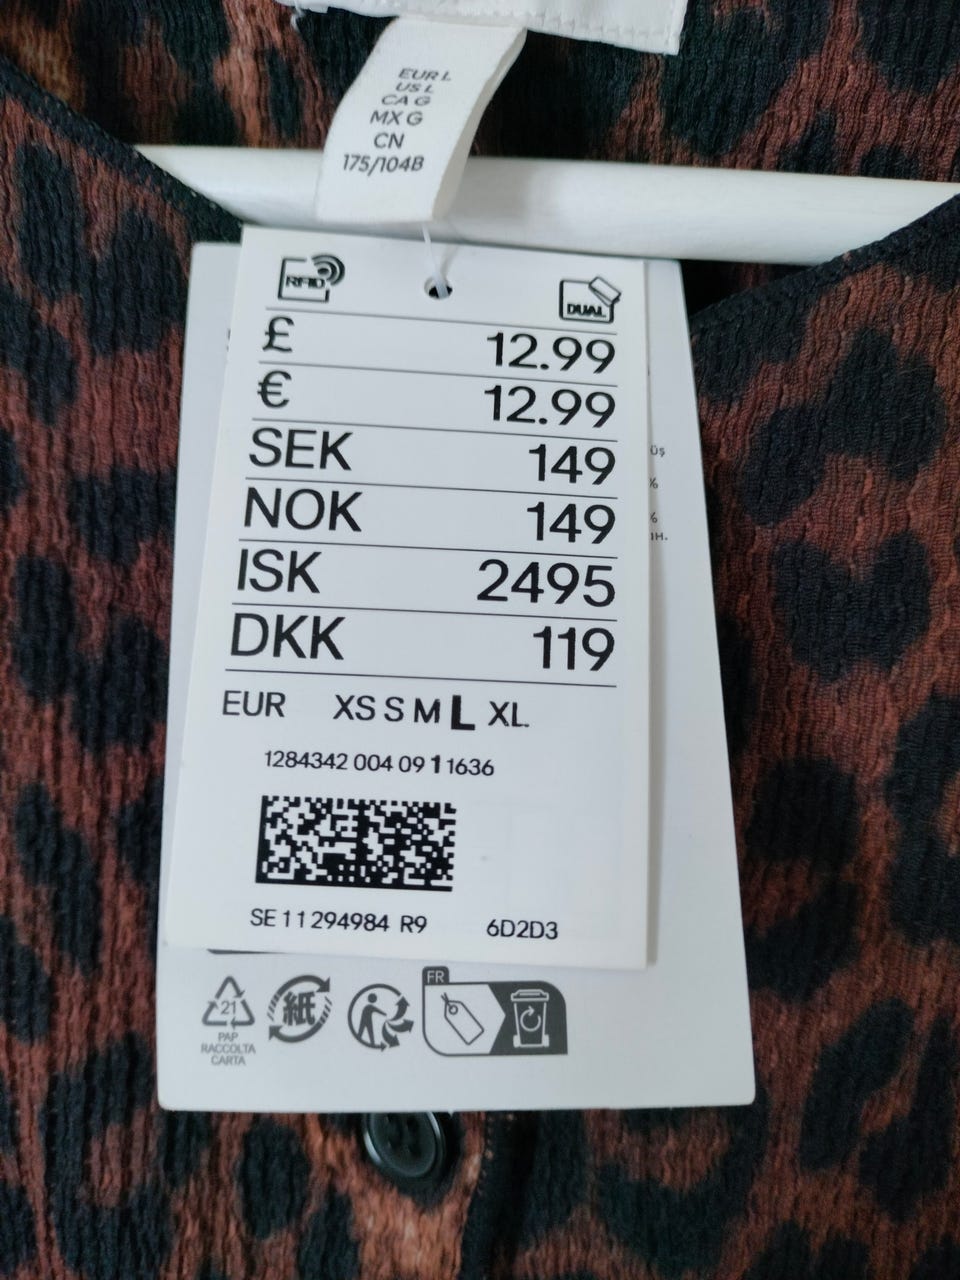 EUR L
US L
CA G
MX G
CN
175/104B
RFID
DUAL
£ 12.99
€ 12.99
SEK 149
NOK 149
ISK 2495
DKK 119
EUR XS S M L XL.
1284342 004 09 1 1636
SE 11 294984 R9 6D2D3
üş
%
%
ан.
FR
21
紙
PAP
RACCOLTA
CARTA